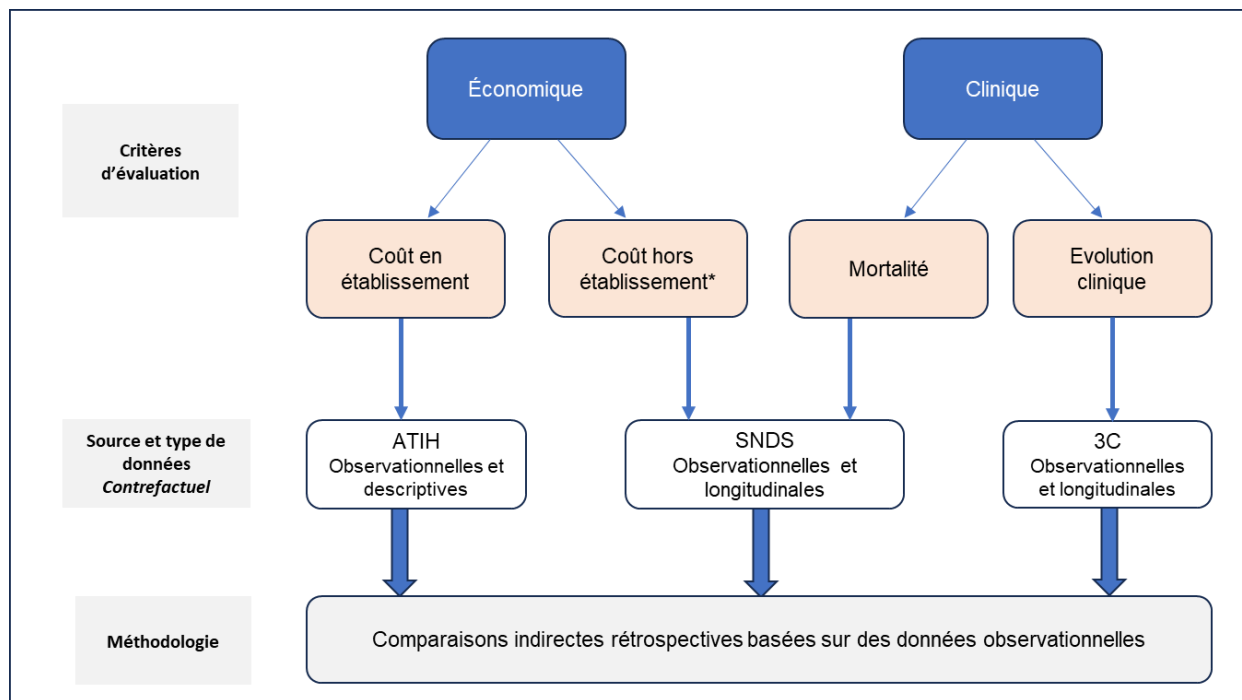 Économique
Clinique
Critères
d'évaluation
Coût en
établissement
Coût hors
établissement*
Mortalité
Evolution
clinique
Source et type de
données
Contrefactuel
ATIH
Observationnelles et
descriptives
SNDS
Observationnelles et
longitudinales
3C
Observationnelles
et longitudinales
Méthodologie
Comparaisons indirectes rétrospectives basées sur des données observationnelles